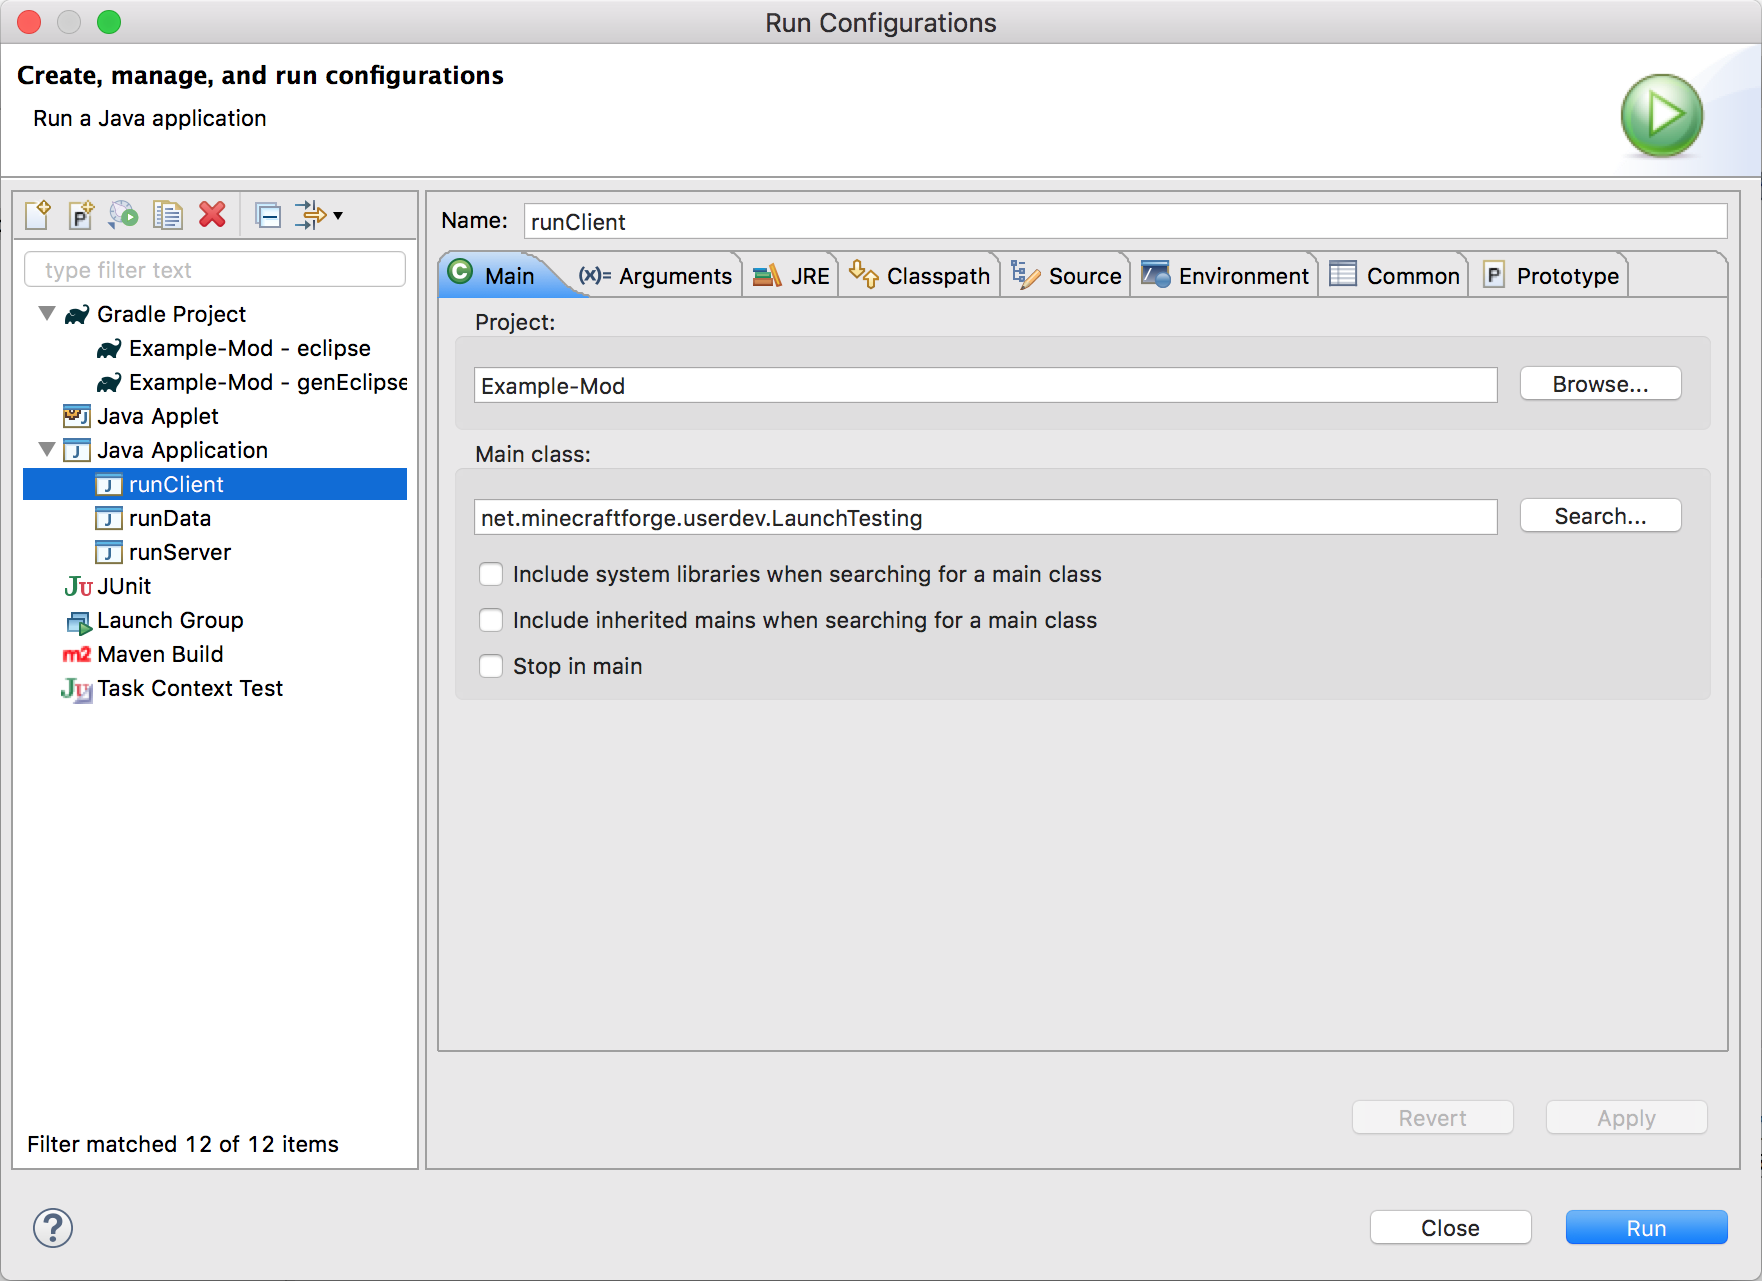 Run Configurations
Create, manage, and run configurations
Run a Java application
type filter text
Gradle Project
Example-Mod - eclipse
Example-Mod - genEclipse
Java Applet
Java Application
runClient
runData
runServer
JUnit
Launch Group
m2 Maven Build
Task Context Test
Filter matched 12 of 12 items
Name: runClient
Main (x)= Arguments JRE Classpath Source Environment Common Prototype
Project:
Example-Mod Browse...
Main class:
net.minecraftforge.userdev.LaunchTesting Search...
Include system libraries when searching for a main class
Include inherited mains when searching for a main class
Stop in main
Revert Apply
? Close Run